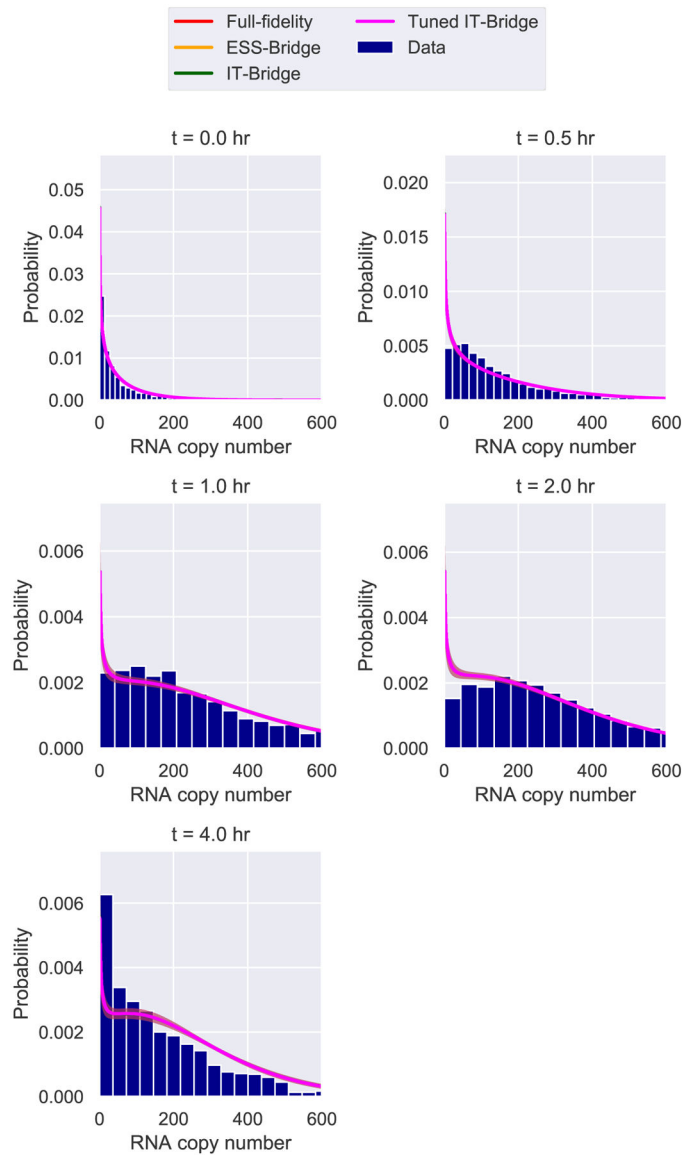 Full-fidelity
ESS-Bridge
IT-Bridge
Tuned IT-Bridge
Data
t = 0.0 hr
Probability
0.05
0.04
0.03
0.02
0.01
0.00
0 200 400 600
RNA copy number
t = 0.5 hr
Probability
0.020
0.015
0.010
0.005
0.000
0 200 400 600
RNA copy number
t = 1.0 hr
Probability
0.006
0.004
0.002
0.000
0 200 400 600
RNA copy number
t = 2.0 hr
Probability
0.006
0.004
0.002
0.000
0 200 400 600
RNA copy number
t = 4.0 hr
Probability
0.006
0.004
0.002
0.000
0 200 400 600
RNA copy number